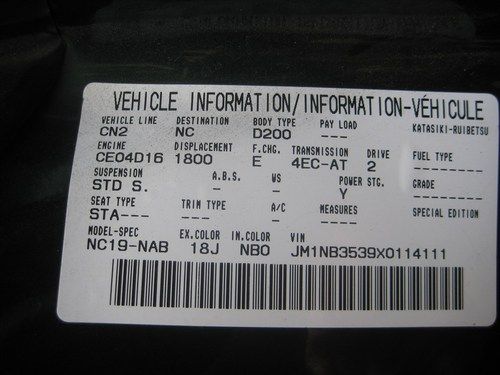 VEHICLE INFORMATION/INFORMATION-VÉHICULE
VEHICLE LINE DESTINATION BODY TYPE PAY LOAD KATASIKI-RUIBETSU
CN2 NC D200 ---
ENGINE DISPLACEMENT F.CHG. TRANSMISSION DRIVE FUEL TYPE
CE04D16 1800 E 4EC-AT 2 --------
SUSPENSION A.B.S. WS POWER STG. GRADE
STD S. - - Y --------
SEAT TYPE TRIM TYPE A/C MEASURES SPECIAL EDITION
STA--- --- - ---
MODEL-SPEC EX.COLOR IN.COLOR VIN
NC19-NAB 18J NB0 JM1NB3539X0114111